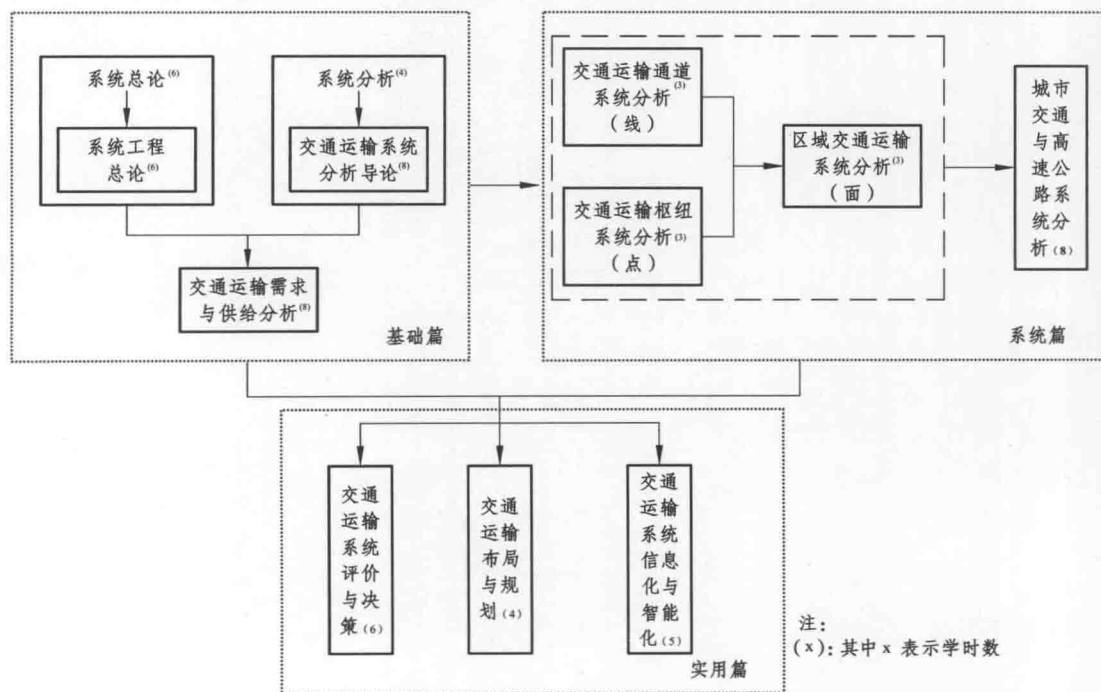 系统总论(6)
系统工程
总论(6)
系统分析(4)
交通运输系统
分析导论(8)
交通运输需求
与供给分析(8)
基础篇
交通运输通道
系统分析(3)
(线)
交通运输枢纽
系统分析(3)
(点)
区域交通运输
系统分析(3)
(面)
城市
交通
与高
速公
路系
统分
析(8)
系统篇
交通
运输
系统
评价
与决
策(6)
交通
运输
布局
与规
划(4)
交通
运输
系统
信息
化与
智能
化(5)
实用篇
注:
(x):其中 x 表示学时数